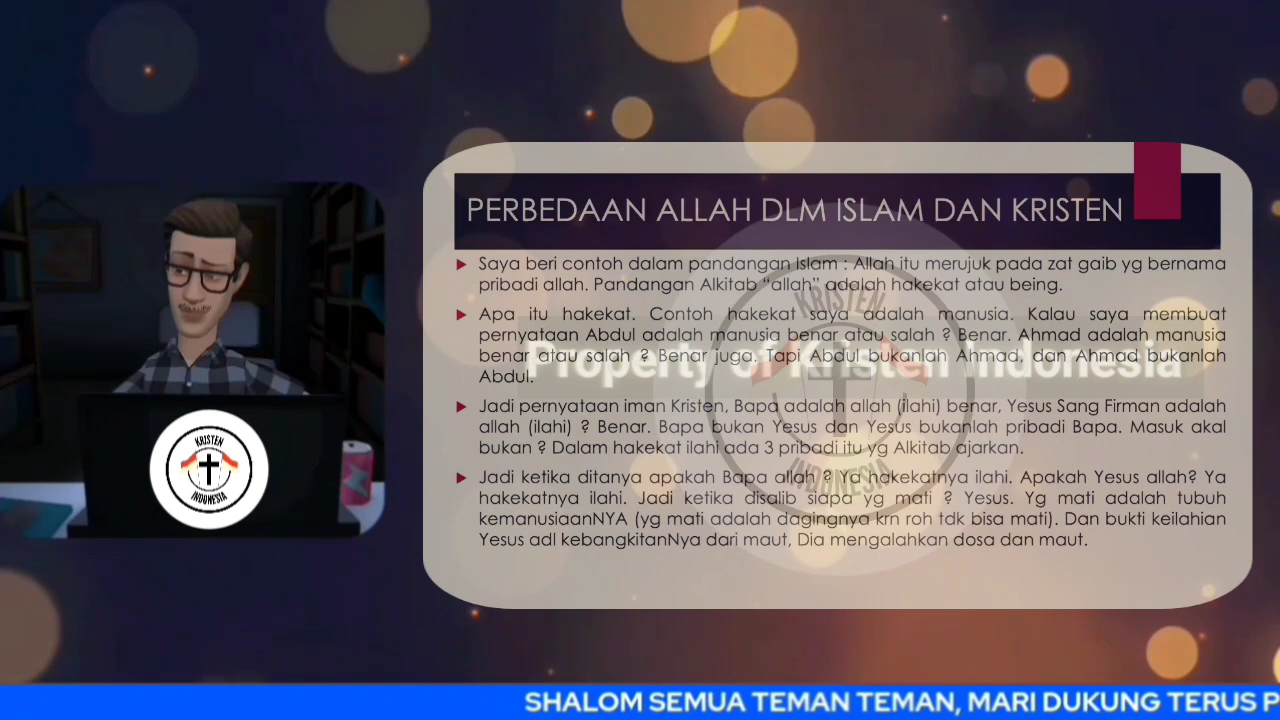 PERBEDAAN ALLAH DLM ISLAM DAN KRISTEN
Saya beri contoh dalam pandangan Islam : Allah itu merujuk pada zat gaib yg bernama
pribadi allah. Pandangan Alkitab “allah” adalah hakekat atau being.
Apa itu hakekat. Contoh hakekat saya adalah manusia. Kalau saya membuat
pernyataan Abdul adalah manusia benar atau salah ? Benar. Ahmad adalah manusia
benar atau salah ? Benar juga. Tapi Abdul bukanlah Ahmad, dan Ahmad bukanlah
Abdul.
Property of Kristen Indonesia
Jadi pernyataan iman Kristen, Bapa adalah allah (ilahi) benar, Yesus Sang Firman adalah
allah (ilahi) ? Benar. Bapa bukan Yesus dan Yesus bukanlah pribadi Bapa. Masuk akal
bukan ? Dalam hakekat ilahi ada 3 pribadi itu yg Alkitab ajarkan.
Jadi ketika ditanya apakah Bapa allah ? Ya hakekatnya ilahi. Apakah Yesus allah? Ya
hakekatnya ilahi. Jadi ketika disalib siapa yg mati ? Yesus. Yg mati adalah tubuh
kemanusiaanNYA (yg mati adalah dagingnya krn roh tdk bisa mati). Dan bukti keilahian
Yesus adl kebangkitanNya dari maut, Dia mengalahkan dosa dan maut.
KRISTEN
INDONESIA
KRISTEN
INDONESIA
SHALOM SEMUA TEMAN TEMAN, MARI DUKUNG TERUS P